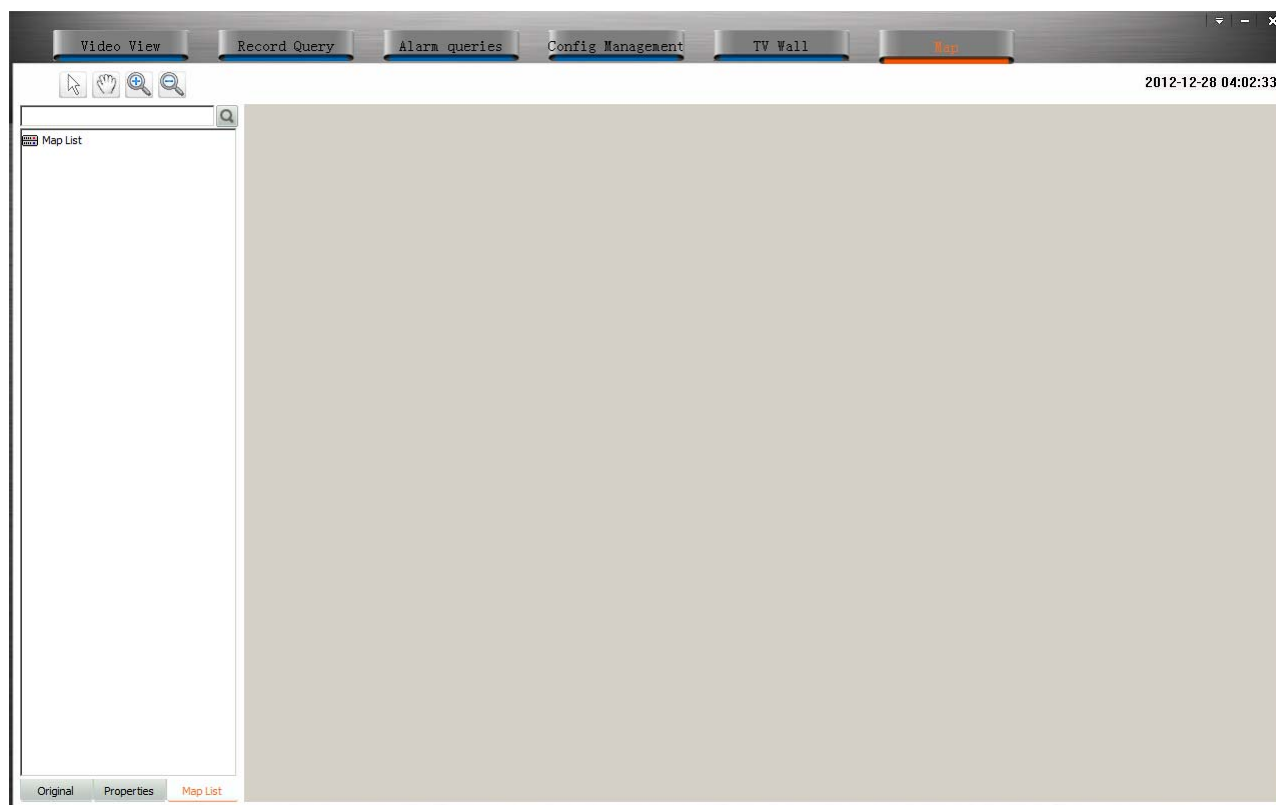 Video View Record Query Alarm queries Config Management TV Wall Map
2012-12-28 04:02:33
Map List
Original Properties Map List